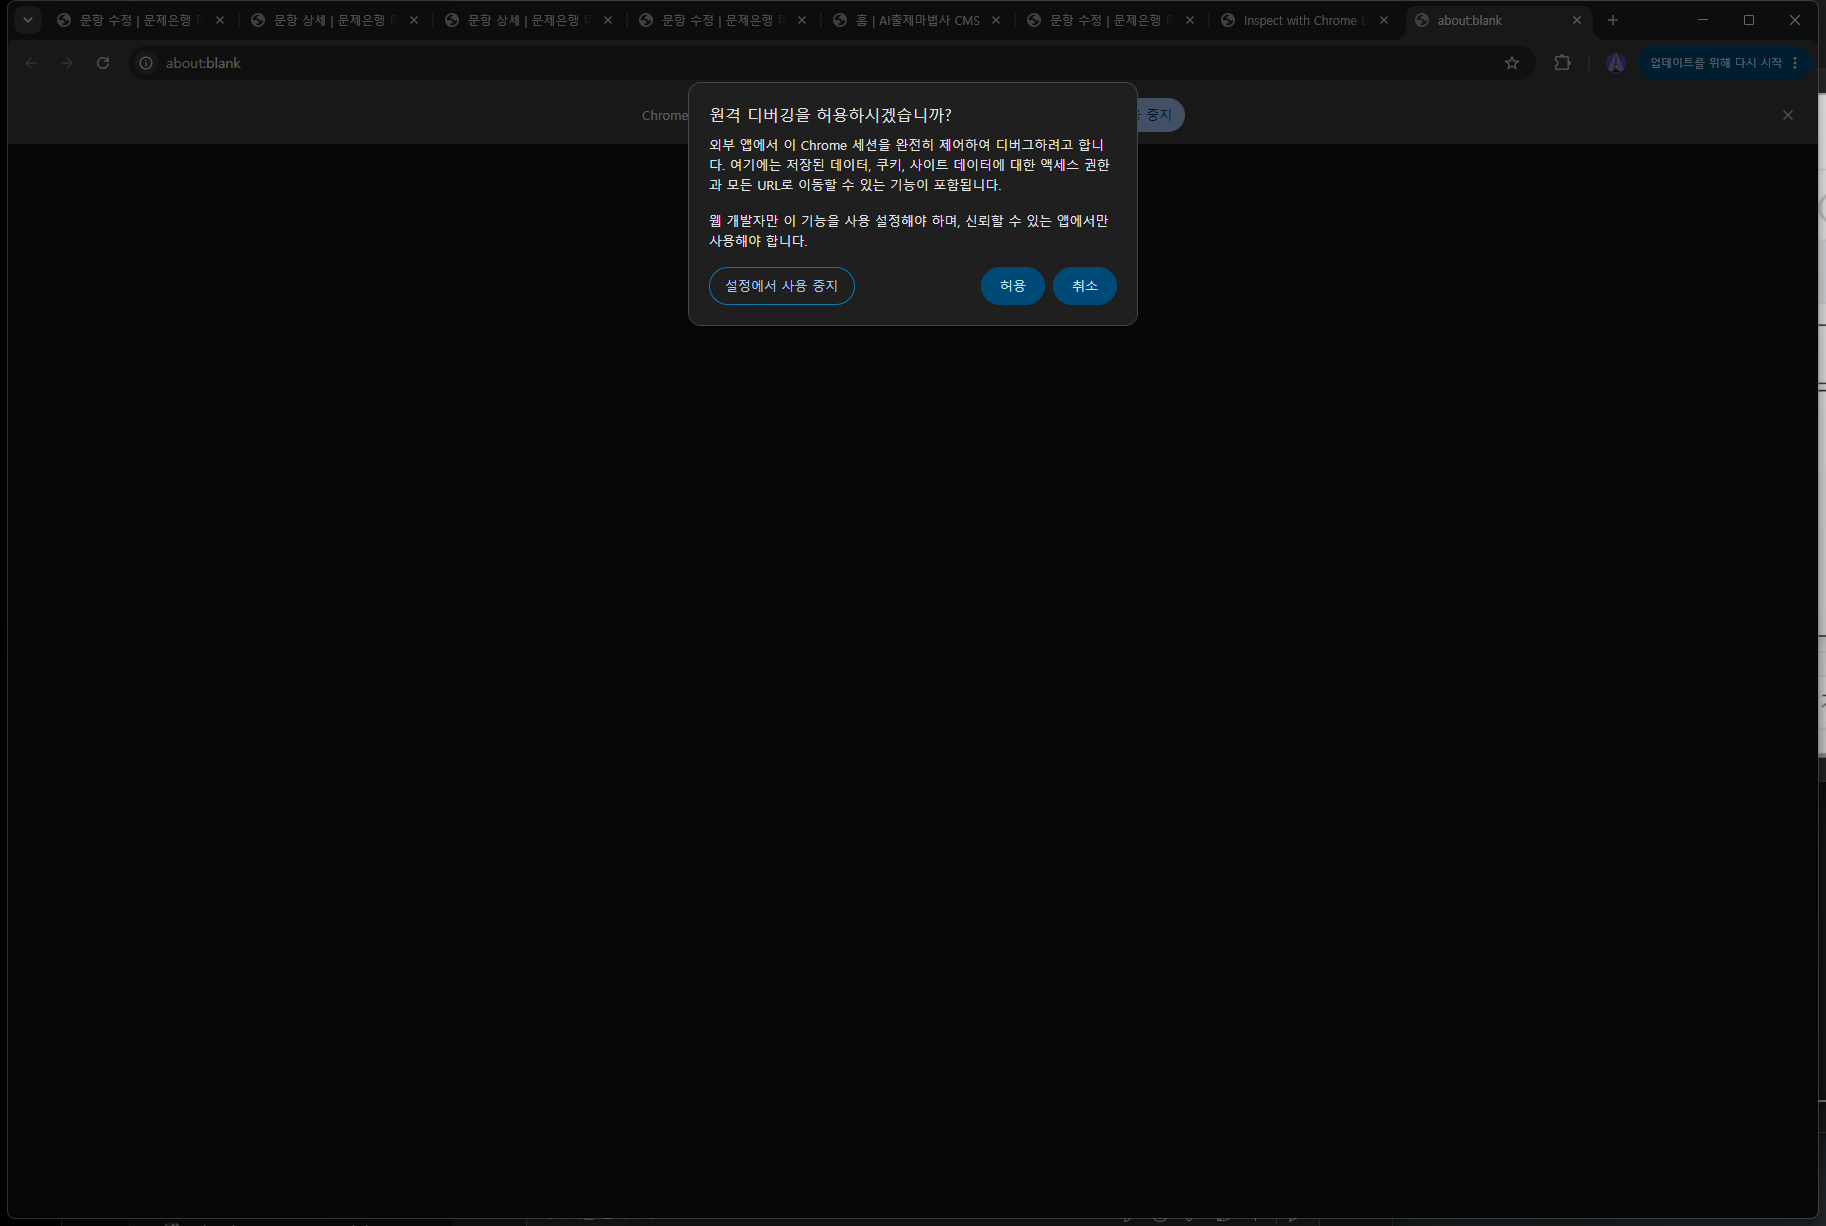 문항 수정 | 문제은행
문항 상세 | 문제은행
문항 상세 | 문제은행
문항 수정 | 문제은행
홈 | AI출제마법사 CMS
문항 수정 | 문제은행
Inspect with Chrome
about:blank
about:blank
업데이트를 위해 다시 시작
Chrome
중지
원격 디버깅을 허용하시겠습니까?
외부 앱에서 이 Chrome 세션을 완전히 제어하여 디버그하려고 합니
다. 여기에는 저장된 데이터, 쿠키, 사이트 데이터에 대한 액세스 권한
과 모든 URL로 이동할 수 있는 기능이 포함됩니다.
웹 개발자만 이 기능을 사용 설정해야 하며, 신뢰할 수 있는 앱에서만
사용해야 합니다.
설정에서 사용 중지
허용
취소